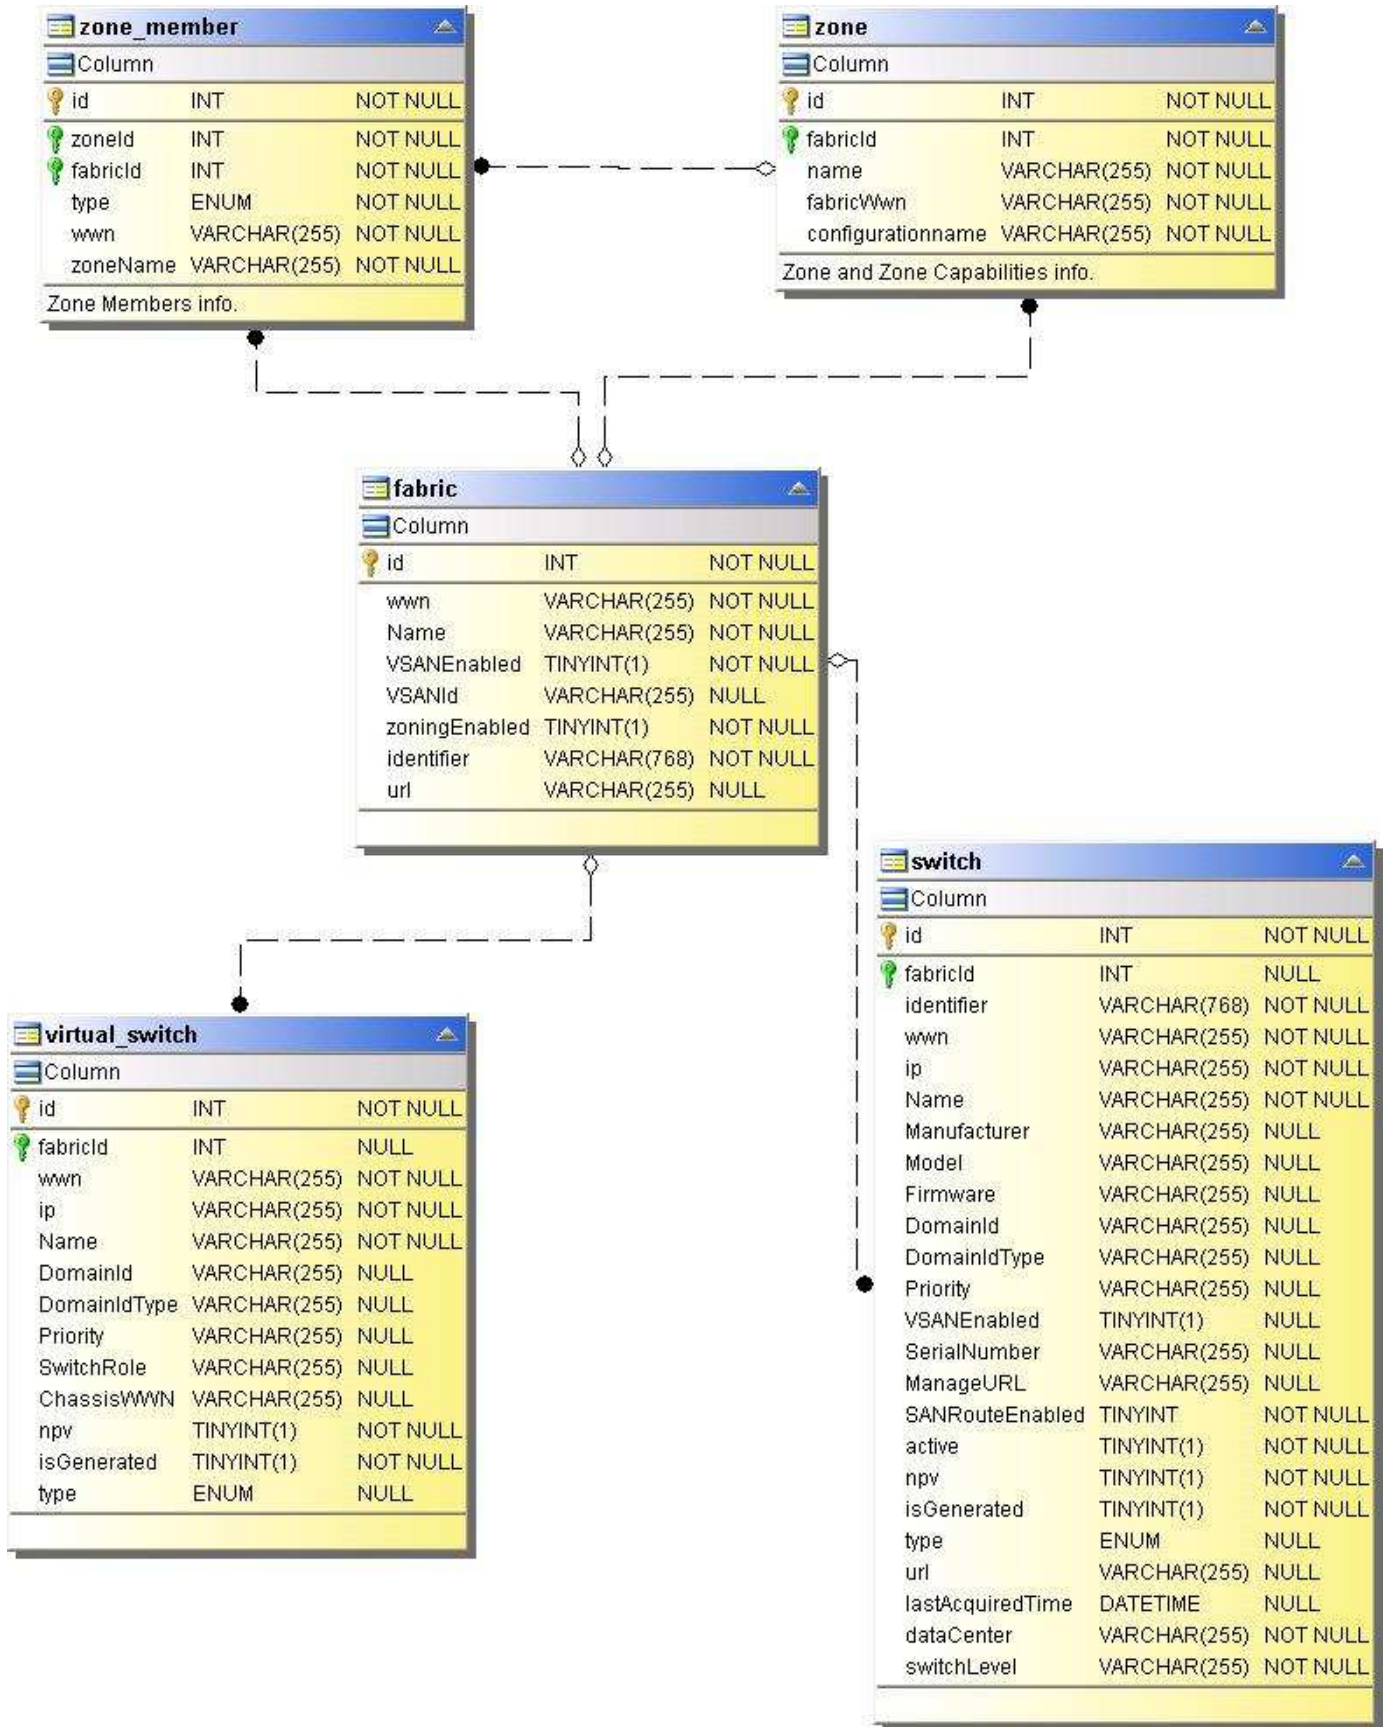 zone_member
Column
id INT NOT NULL
zoneId INT NOT NULL
fabricId INT NOT NULL
type ENUM NOT NULL
wwn VARCHAR(255) NOT NULL
zoneName VARCHAR(255) NOT NULL
Zone Members info.
zone
Column
id INT NOT NULL
fabricId INT NOT NULL
name VARCHAR(255) NOT NULL
fabricWwn VARCHAR(255) NOT NULL
configurationname VARCHAR(255) NOT NULL
Zone and Zone Capabilities info.
fabric
Column
id INT NOT NULL
wwn VARCHAR(255) NOT NULL
Name VARCHAR(255) NOT NULL
VSANEnabled TINYINT(1) NOT NULL
VSANId VARCHAR(255) NULL
zoningEnabled TINYINT(1) NOT NULL
identifier VARCHAR(768) NOT NULL
url VARCHAR(255) NULL
switch
Column
id INT NOT NULL
fabricId INT NULL
identifier VARCHAR(768) NOT NULL
wwn VARCHAR(255) NOT NULL
ip VARCHAR(255) NOT NULL
Name VARCHAR(255) NOT NULL
Manufacturer VARCHAR(255) NULL
Model VARCHAR(255) NULL
Firmware VARCHAR(255) NULL
DomainId VARCHAR(255) NULL
DomainIdType VARCHAR(255) NULL
Priority VARCHAR(255) NULL
VSANEnabled TINYINT(1) NULL
SerialNumber VARCHAR(255) NULL
ManageURL VARCHAR(255) NULL
SANRouteEnabled TINYINT NOT NULL
active TINYINT(1) NOT NULL
npv TINYINT(1) NOT NULL
isGenerated TINYINT(1) NOT NULL
type ENUM NULL
url VARCHAR(255) NULL
lastAcquiredTime DATETIME NULL
dataCenter VARCHAR(255) NOT NULL
switchLevel VARCHAR(255) NOT NULL
virtual_switch
Column
id INT NOT NULL
fabricId INT NULL
wwn VARCHAR(255) NOT NULL
ip VARCHAR(255) NOT NULL
Name VARCHAR(255) NOT NULL
DomainId VARCHAR(255) NULL
DomainIdType VARCHAR(255) NULL
Priority VARCHAR(255) NULL
SwitchRole VARCHAR(255) NULL
ChassisWWN VARCHAR(255) NULL
npv TINYINT(1) NOT NULL
isGenerated TINYINT(1) NOT NULL
type ENUM NULL